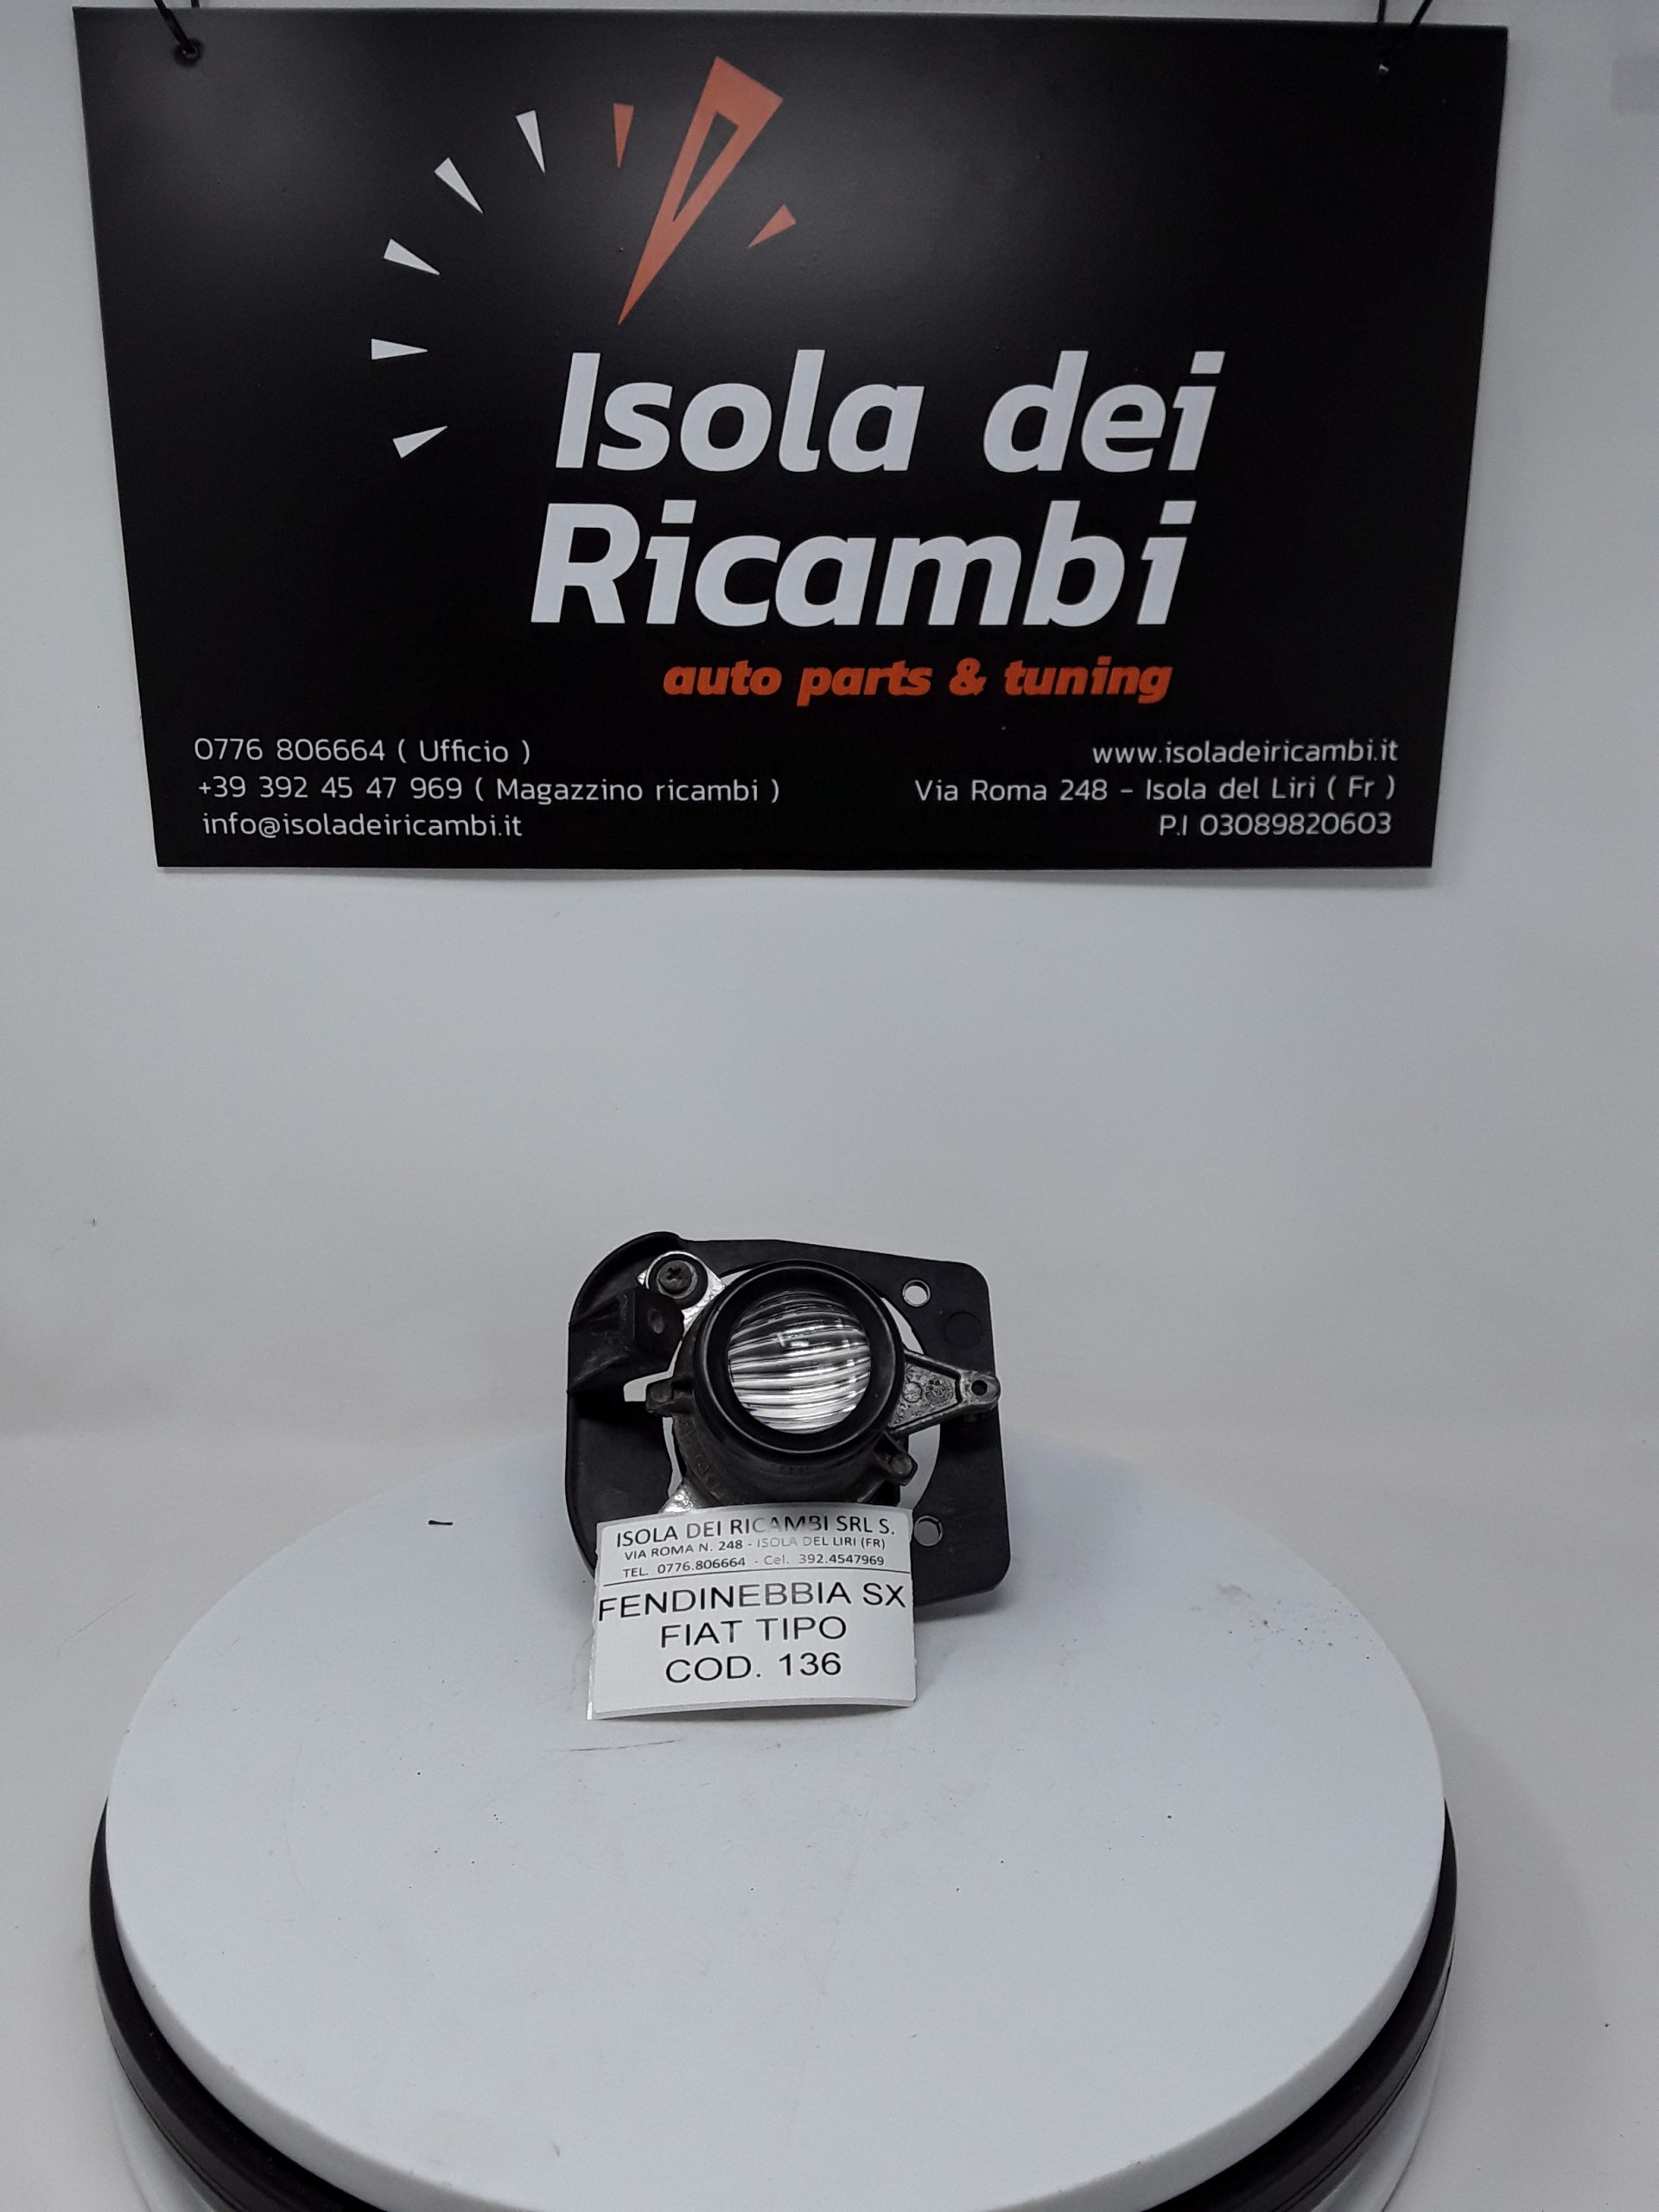 Isola dei
Ricambi
auto parts & tuning
0776 806664 ( Ufficio )
+39 392 45 47 969 ( Magazzino ricambi )
info@isoladeiricambi.it
www.isoladeiricambi.it
Via Roma 248 - Isola del Liri ( Fr )
P.I 03089820603
ISOLA DEI RICAMBI SRL S.
VIA ROMA N. 248 - ISOLA DEL LIRI (FR)
TEL. 0776.806664 - Cel. 392.4547969
FENDINEBBIA SX
FIAT TIPO
COD. 136